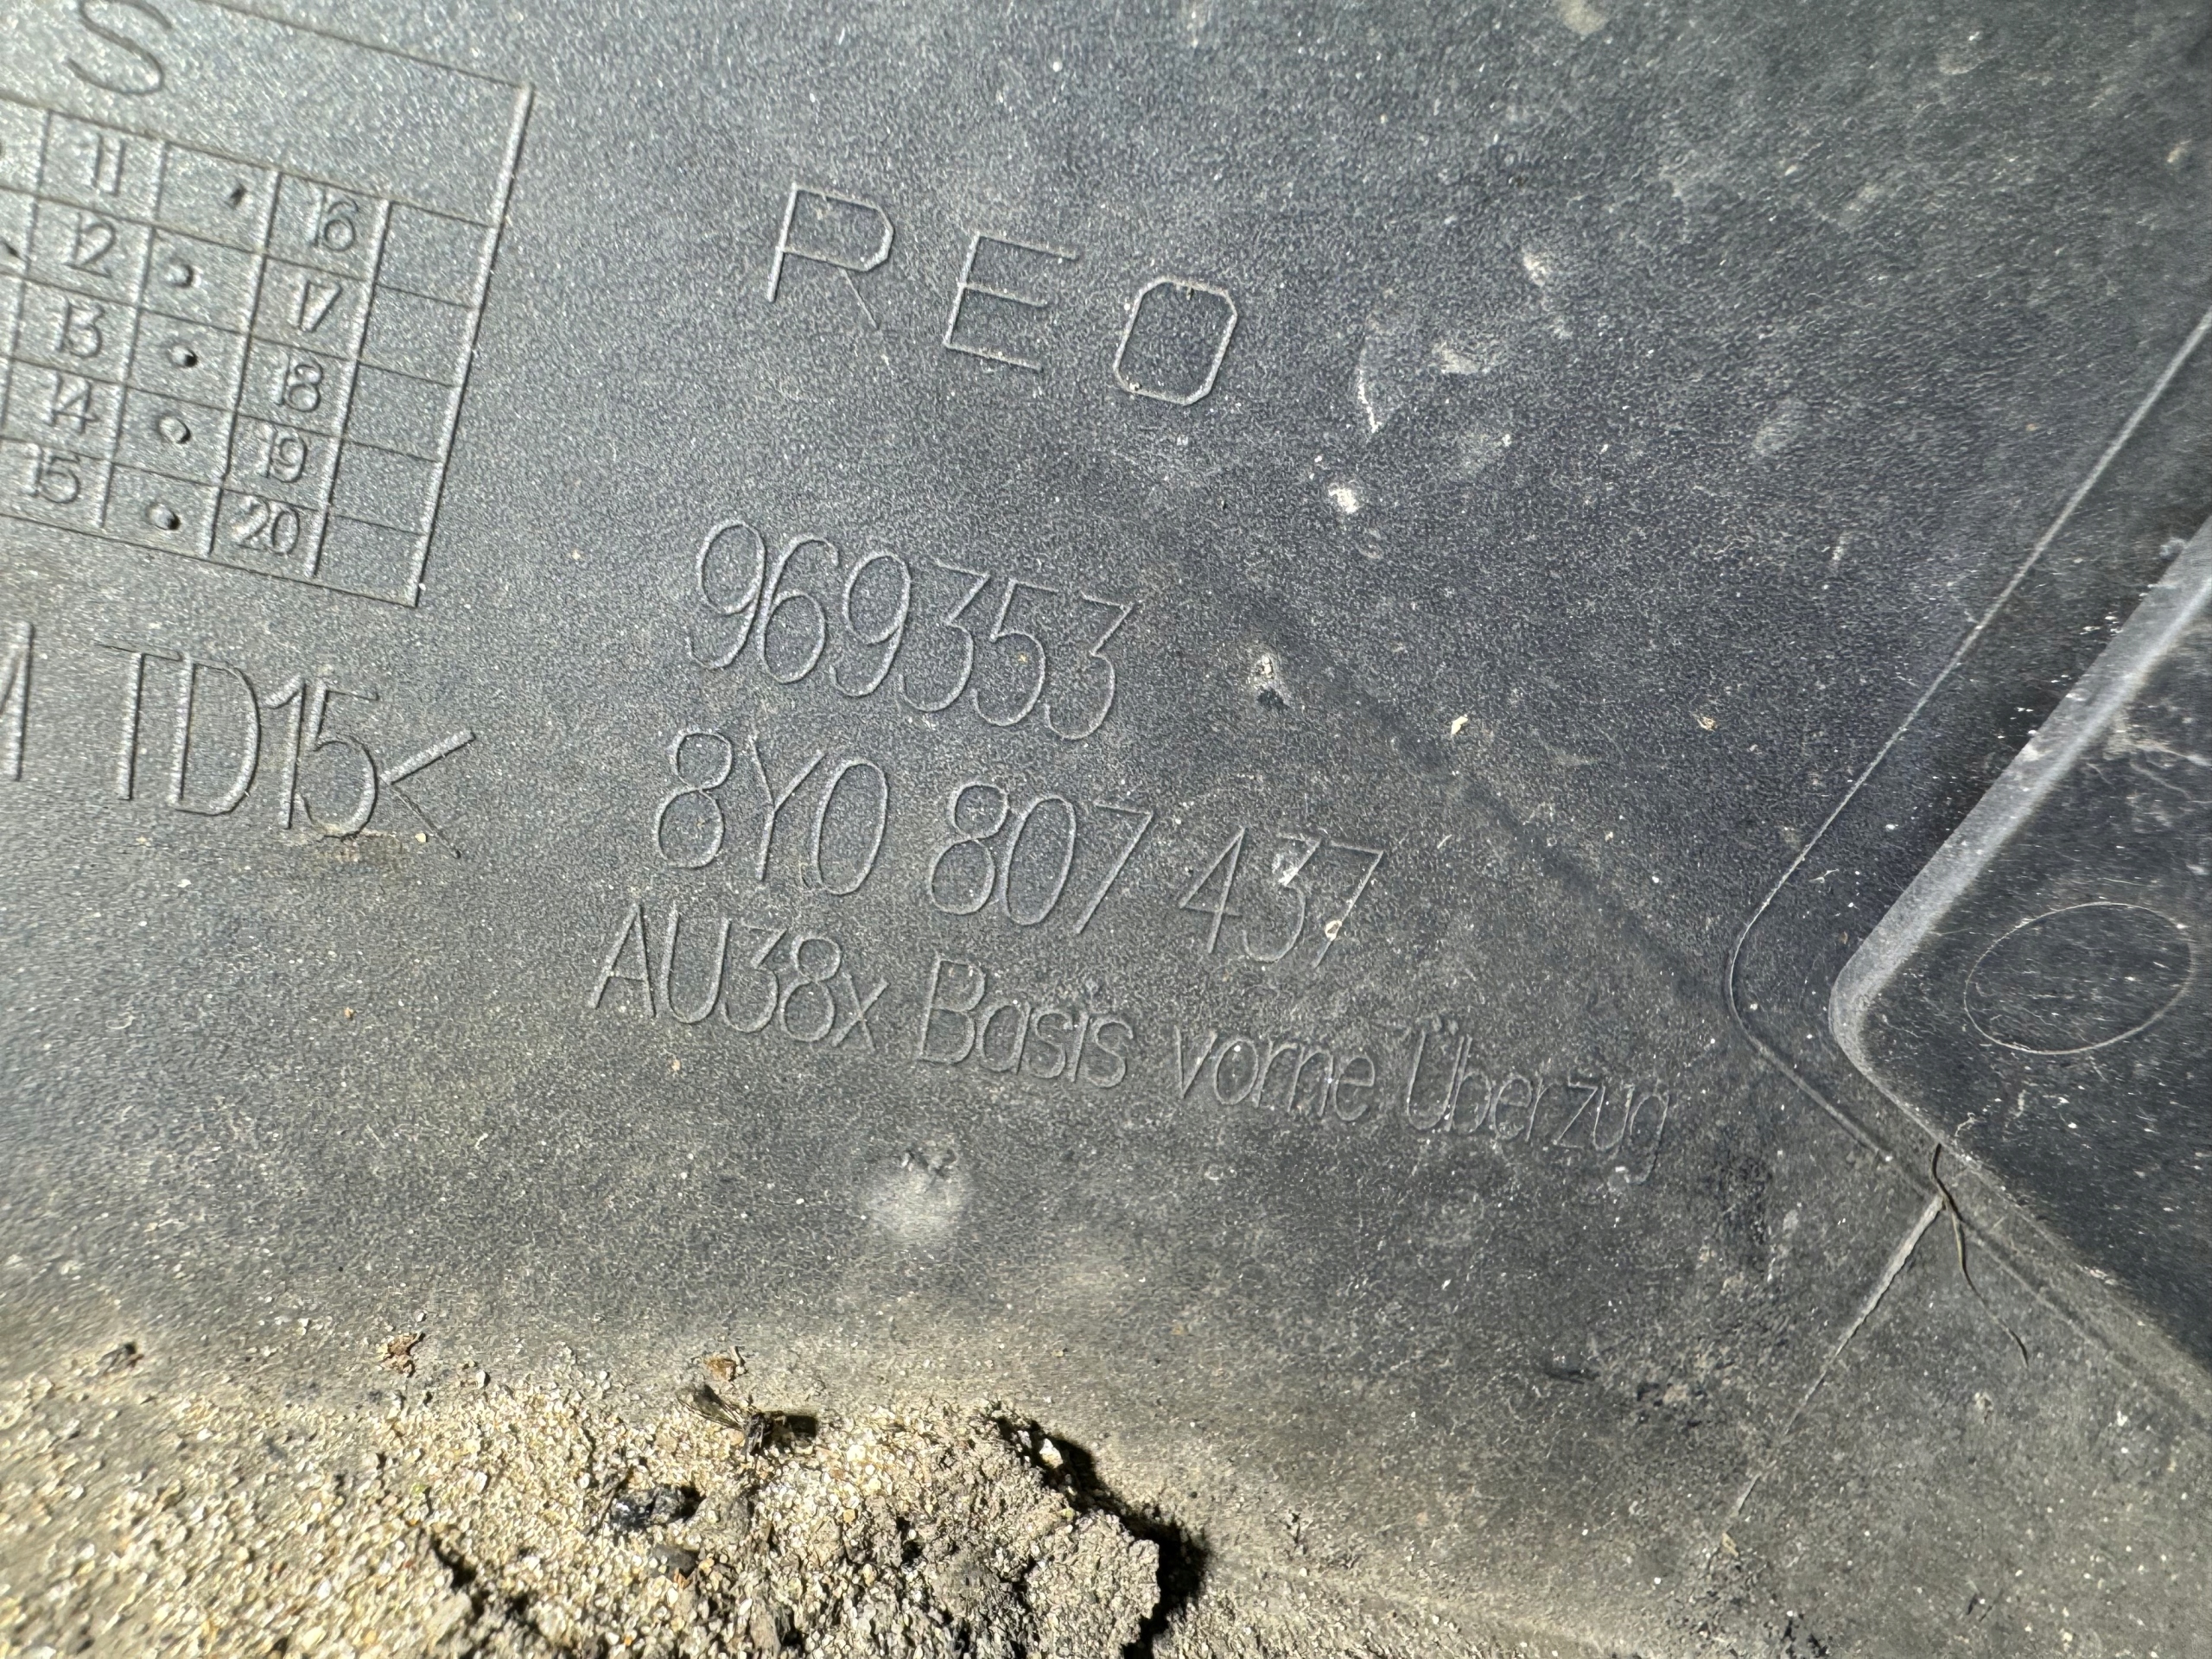 S
11 16
12 17
13 18
14 19
15 20
REO
TD15<
969353
8Y0 807 437
AU38x Basis vorne Überzug